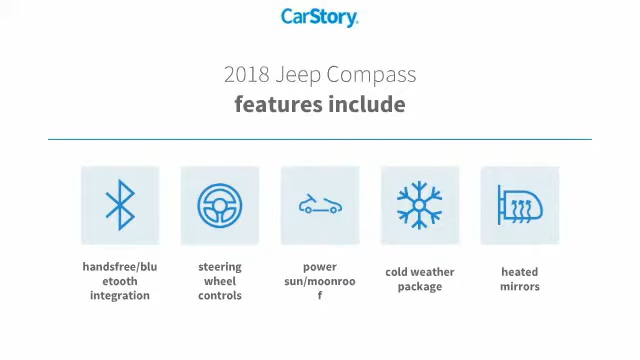 CarStory.
2018 Jeep Compass
features include
handsfree/blu
etooth
integration
steering
wheel
controls
power
sun/moonroo
f
cold weather
package
heated
mirrors